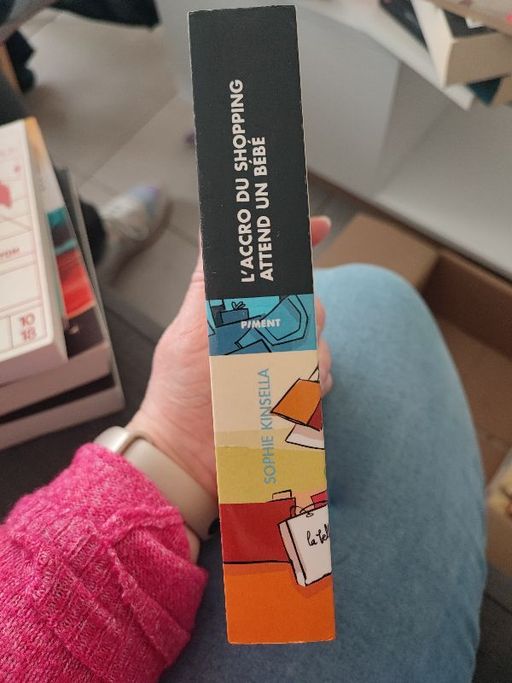 L'ACCRO DU SHOPPING
ATTEND UN BÉBÉ
PIMENT
SOPHIE KINSELLA
10
18